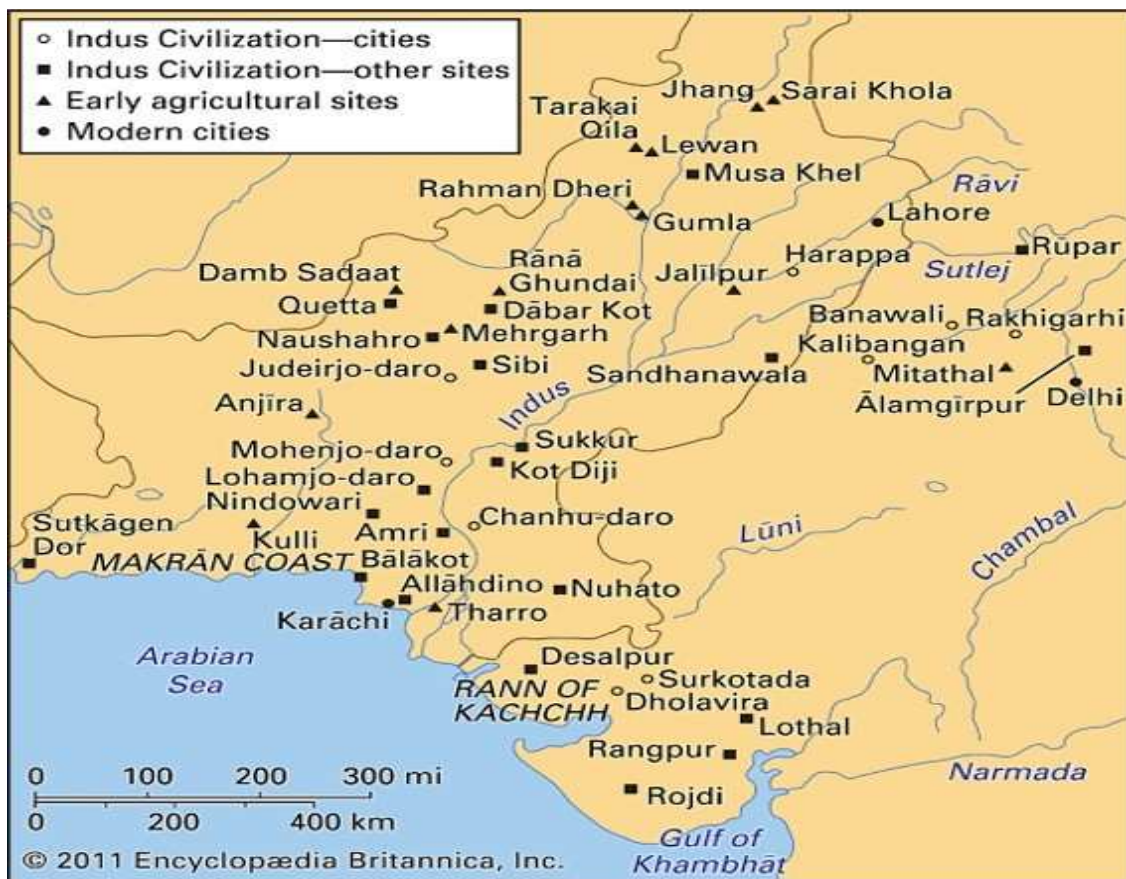 Indus Civilization—cities
Indus Civilization—other sites
Early agricultural sites
Modern cities
Jhang
Sarai Khola
Tarakai
Qila
Lewan
Musa Khel
Rāvi
Rahman Dheri
Gumla
Lahore
Harappa
Rūpar
Sutlej
Damb Sadaat
Rānā
Ghundai
Jalīlpur
Quetta
Dābar Kot
Banawali
Rakhigarhi
Naushahro
Mehrgarh
Kalibangan
Judeirjo-daro
Sibi
Sandhanawala
Mitathal
Ālamgīrpur
Delhi
Anjīra
Indus
Sukkur
Mohenjo-daro
Kot Diji
Lohamjo-daro
Nindowari
Chanhu-daro
Sutkāgen
Dor
Kulli
Amri
Lūni
Chambal
MAKRĀN COAST
Bālākot
Allāhdino
Nuhato
Karāchi
Tharro
Arabian
Sea
Desalpur
RANN OF
KACHCHH
Surkotada
Dholavira
Lothal
Rangpur
Narmada
Rojdi
Gulf of
Khambhāt
0 100 200 300 mi
0 200 400 km
© 2011 Encyclopædia Britannica, Inc.